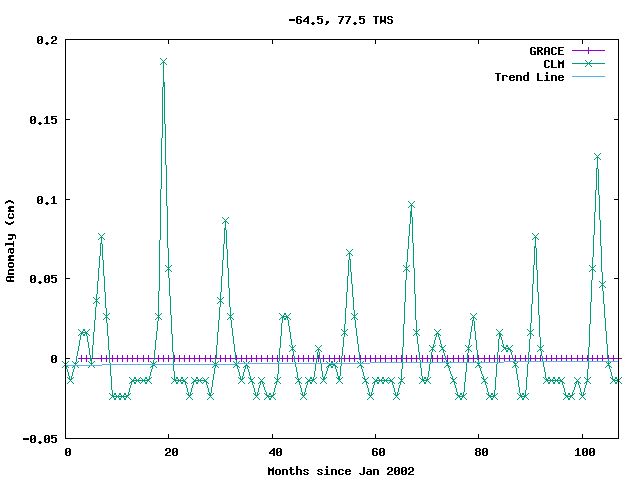 -64.5, 77.5 TWS
GRACE
CLM
Trend Line
0.2
0.15
0.1
0.05
0
-0.05
Anomaly (cm)
0 20 40 60 80 100
Months since Jan 2002